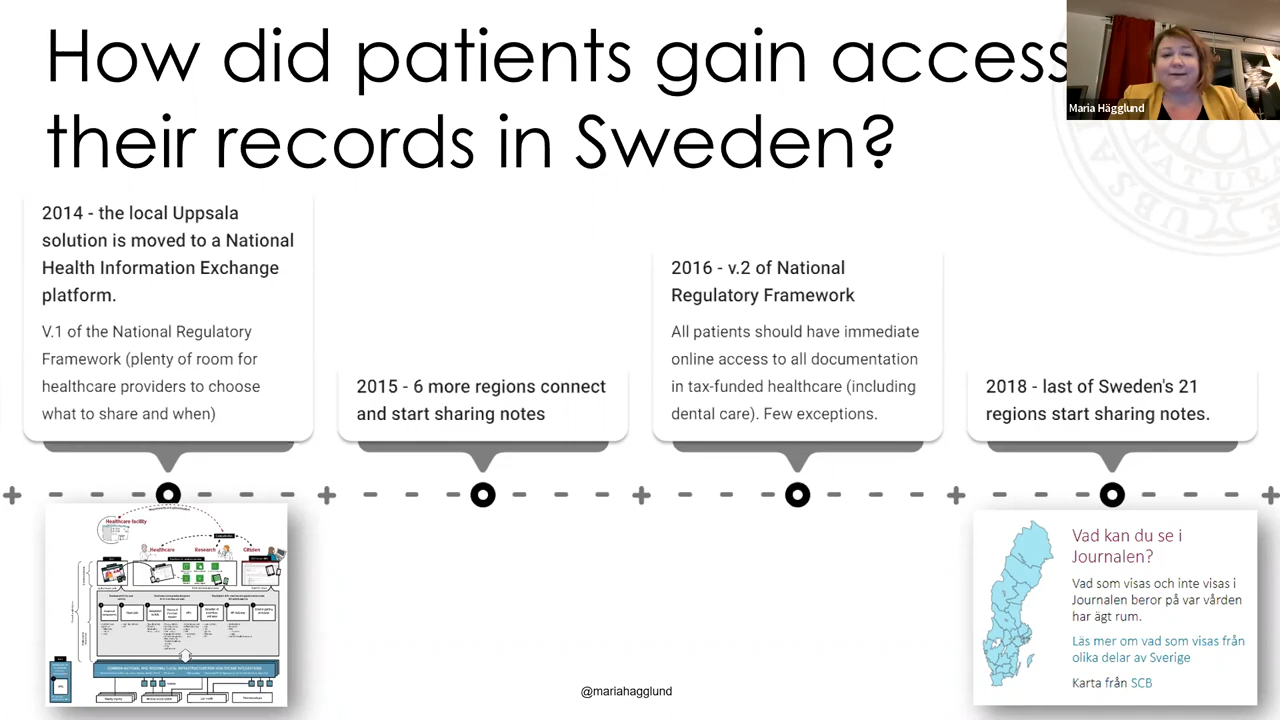 How did patients gain access
their records in Sweden?
Maria Hägglund
2014 - the local Uppsala
solution is moved to a National
Health Information Exchange
platform.
V.1 of the National Regulatory
Framework (plenty of room for
healthcare providers to choose
what to share and when)
2015 - 6 more regions connect
and start sharing notes
2016 - v.2 of National
Regulatory Framework
All patients should have immediate
online access to all documentation
in tax-funded healthcare (including
dental care). Few exceptions.
2018 - last of Sweden's 21
regions start sharing notes.
Healthcare facility
Healthcare
Research
Citizen
Vad kan du se i
Journalen?
Vad som visas och inte visas i
Journalen beror på var vården
har ägt rum.
Läs mer om vad som visas från
olika delar av Sverige
Karta från SCB
@mariahagglund